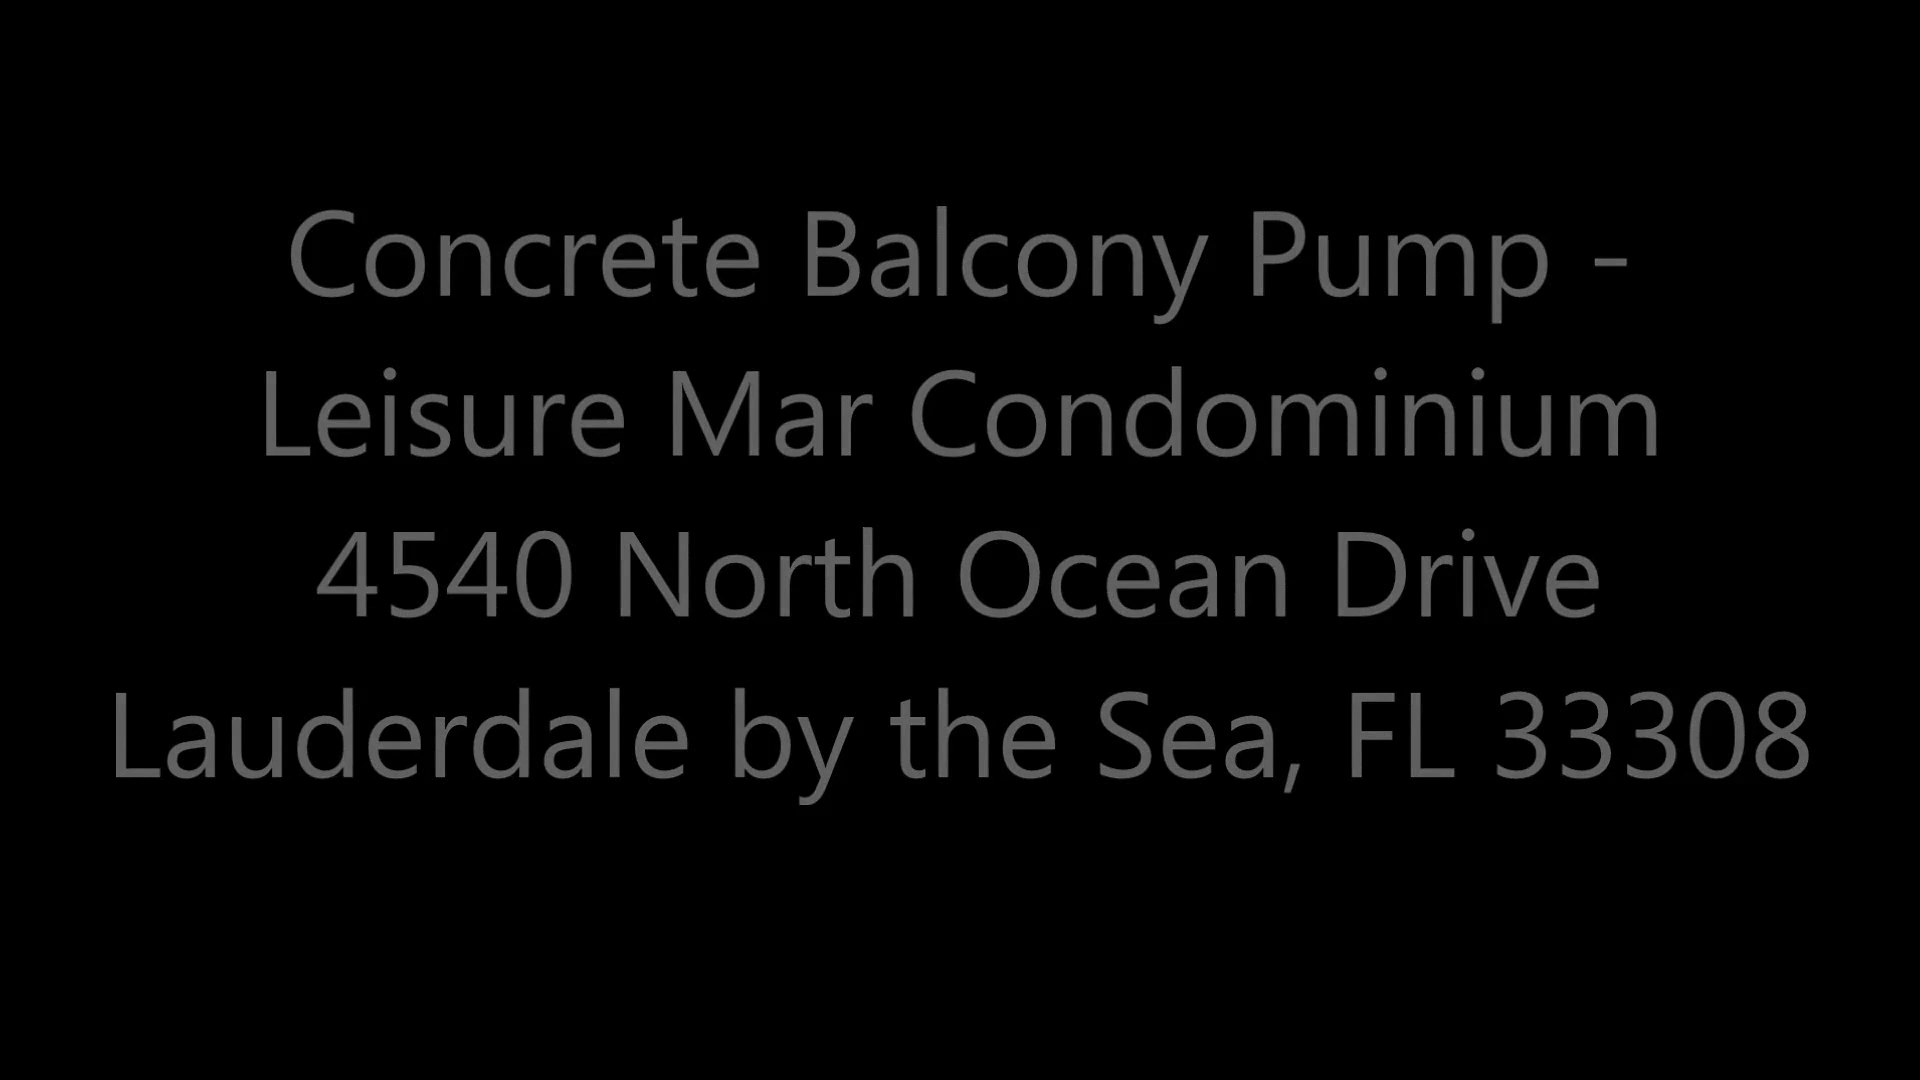 Concrete Balcony Pump -
Leisure Mar Condominium
4540 North Ocean Drive
Lauderdale by the Sea, FL 33308